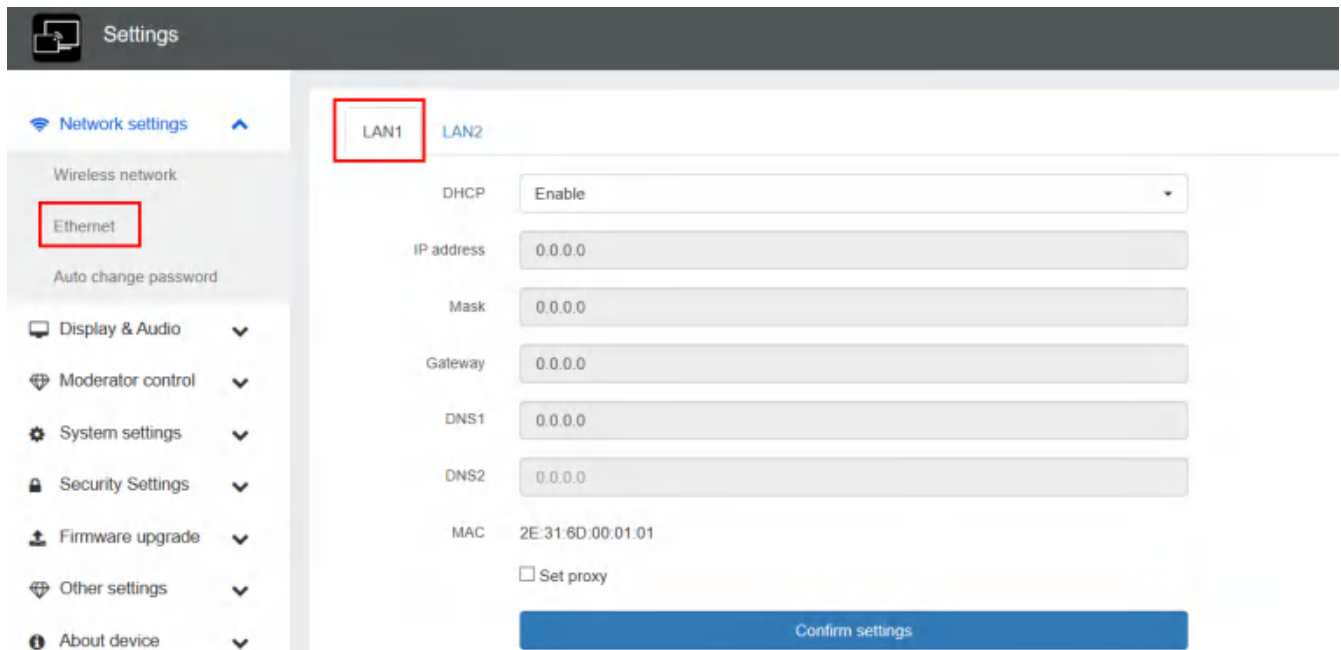 Settings
Network settings
Wireless network
Ethernet
Auto change password
Display & Audio
Moderator control
System settings
Security Settings
Firmware upgrade
Other settings
About device
LAN1 LAN2
DHCP Enable
IP address 0.0.0.0
Mask 0.0.0.0
Gateway 0.0.0.0
DNS1 0.0.0.0
DNS2 0.0.0.0
MAC 2E:31:6D:00:01:01
Set proxy
Confirm settings